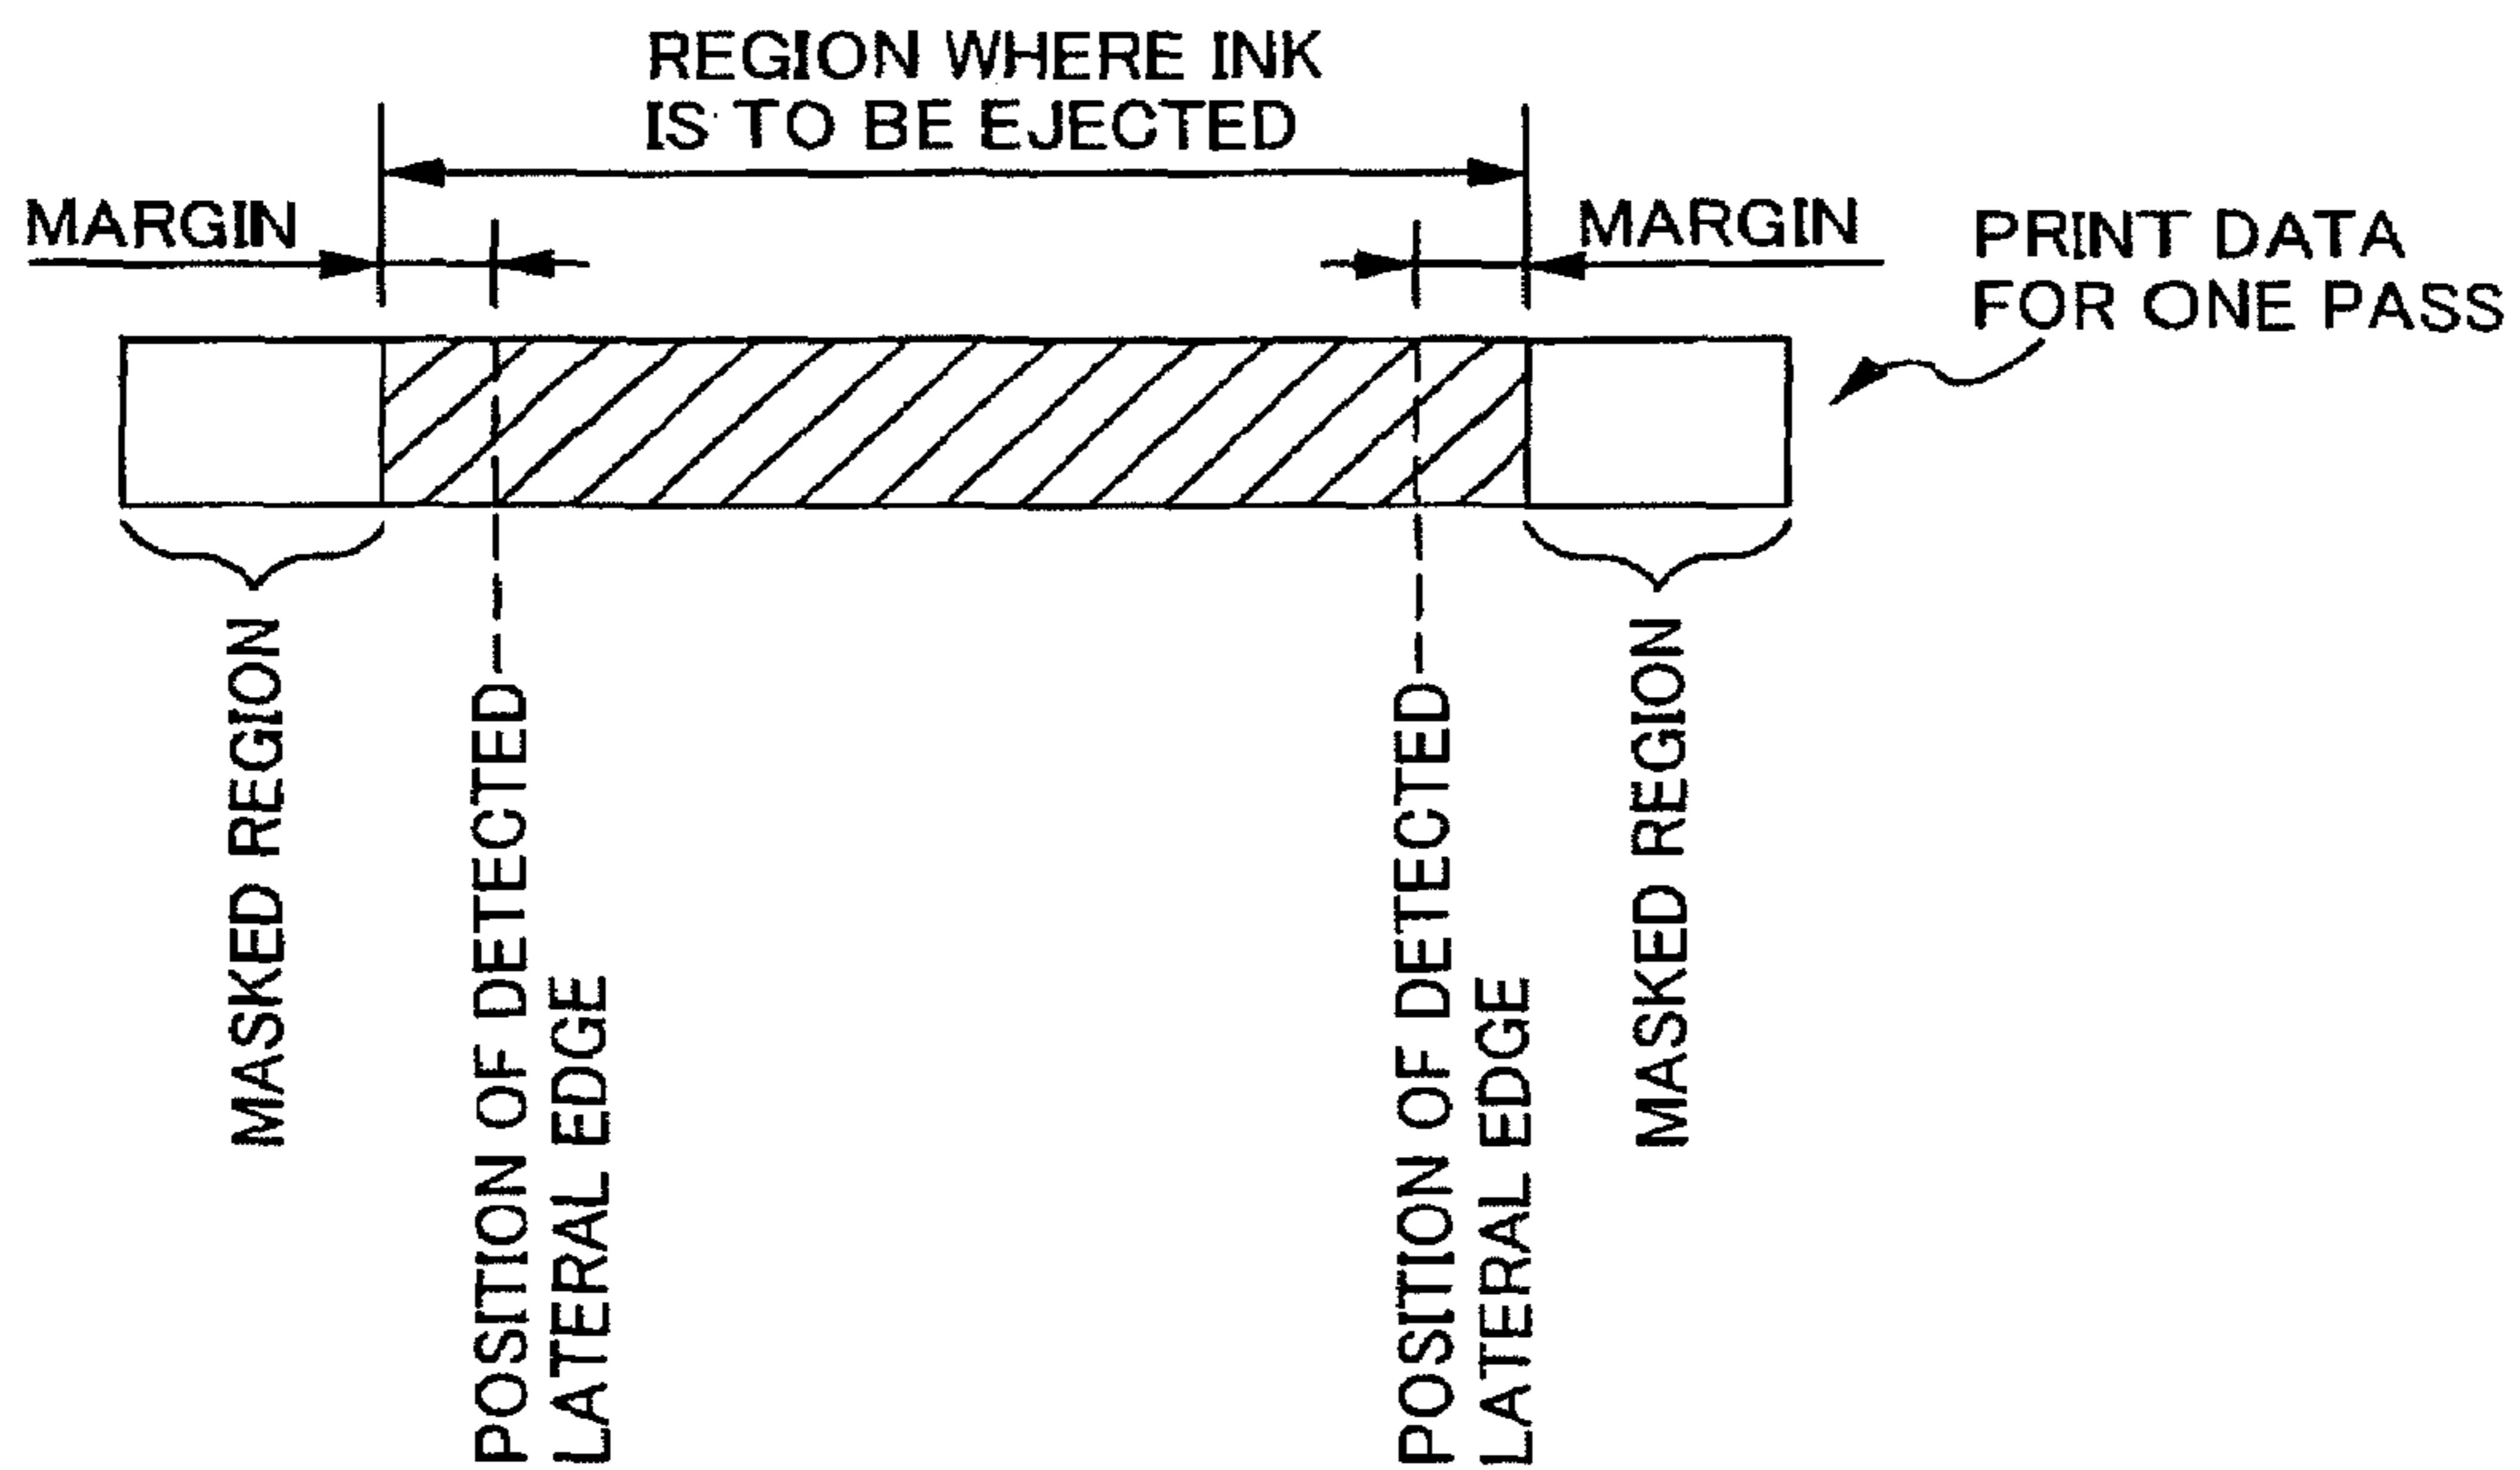 REGION WHERE INK
IS TO BE EJECTED
MARGIN
MARGIN
PRINT DATA
FOR ONE PASS
MASKED REGION
POSITION OF DETECTED
LATERAL EDGE
POSITION OF DETECTED
LATERAL EDGE
MASKED REGION